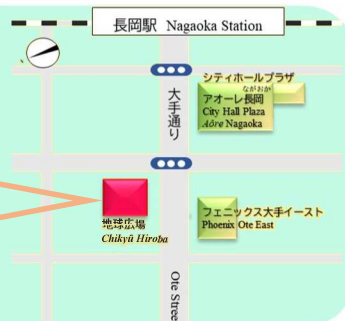 長岡駅 Nagaoka Station
シティホールプラザ
ながおか
アオーレ長岡
City Hall Plaza
Aōre Nagaoka
大手通り
地球広場
Chikyū Hiroba
フェニックス大手イースト
Phoenix Ote East
Ote Stree